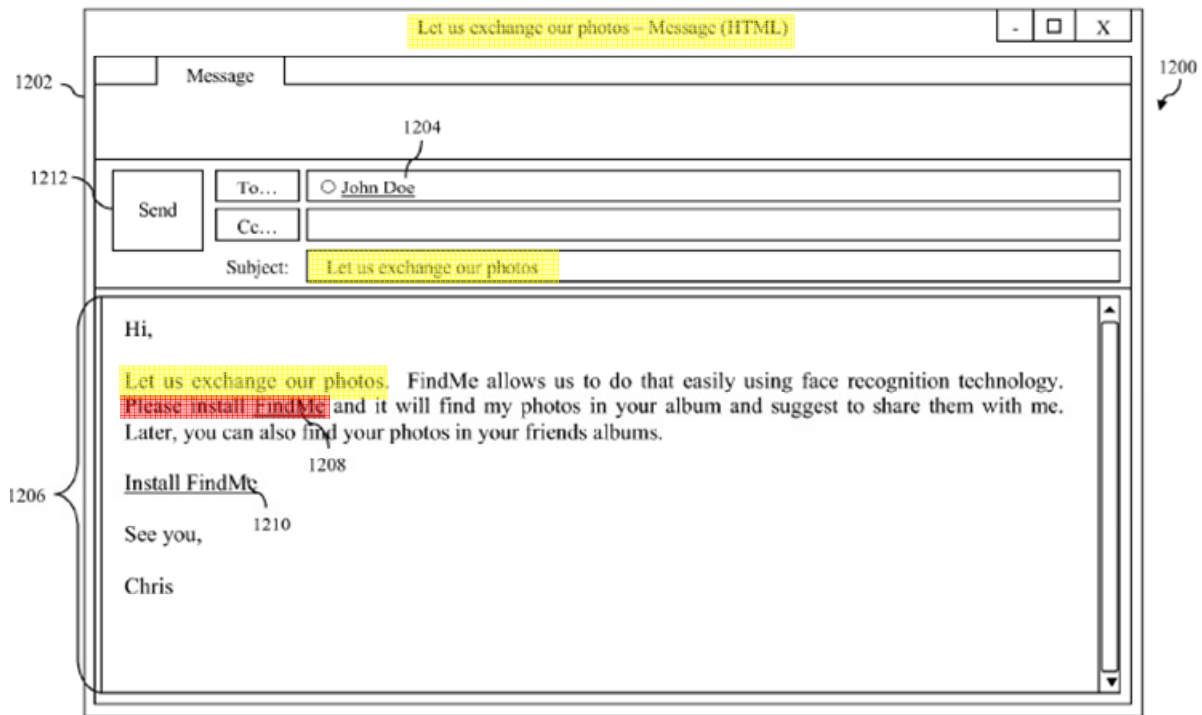 Let us exchange our photos – Message (HTML)
- X
1200
1202
Message
1204
1212
Send
To...
John Doe
Cc...
Subject:
Let us exchange our photos
Hi,
Let us exchange our photos. FindMe allows us to do that easily using face recognition technology.
Please install FindMe and it will find my photos in your album and suggest to share them with me.
Later, you can also find your photos in your friends albums.
1208
Install FindMe
1206
1210
See you,
Chris